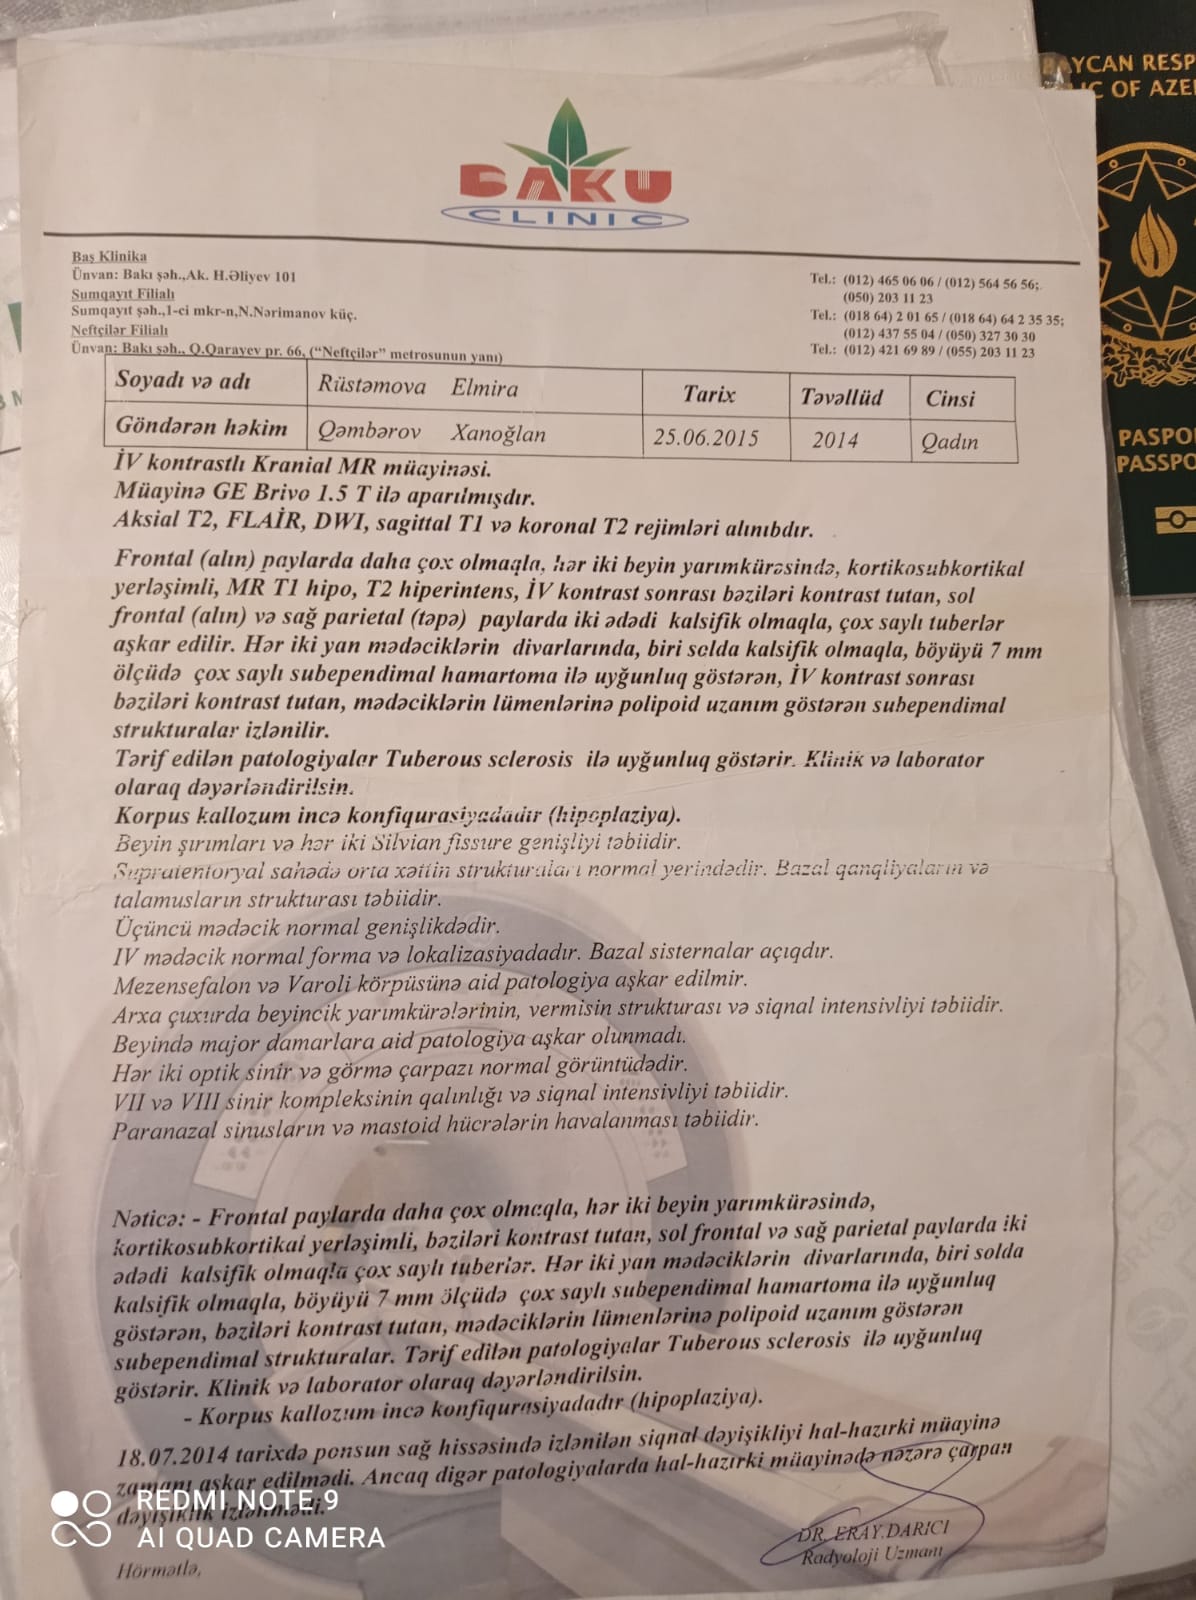 BAYCAN RESP
IC OF AZE
BAKU
CLINIC
Baş Klinika
Ünvan: Bakı şəh.,Ak. H.Əliyev 101
Sumqayıt Filialı
Sumqayıt şəh.,1-ci mkr-n,N.Nərimanov küç.
Neftçilər Filialı
Ünvan: Bakı şəh., Q.Qarayev pr. 66, (“Neftçilər” metrosunun yanı)
Tel.: (012) 465 06 06 / (012) 564 56 56;
(050) 203 11 23
Tel.: (018 64) 2 01 65 / (018 64) 64 2 35 35;
(012) 437 55 04 / (050) 327 30 30
Tel.: (012) 421 69 89 / (055) 203 11 23
Soyadı və adı Rüstəmova Elmira Tarix Təvəllüd Cinsi
Göndərən həkim Qəmbərov Xanoğlan 25.06.2015 2014 Qadın
PASPO
PASSPO
İV kontrastlı Kranial MR müayinəsi.
Müayinə GE Brivo 1.5 T ilə aparılmışdır.
Aksial T2, FLAİR, DWI, sagittal T1 və koronal T2 rejimləri alınıbdır.
Frontal (alın) paylarda daha çox olmaqla, hər iki beyin yarımkürəsində, kortikosubkortikal
yerləşimli, MR T1 hipo, T2 hiperintens, İV kontrast sonrası bəziləri kontrast tutan, sol
frontal (alın) və sağ parietal (təpə) paylarda iki ədədi kalsifik olmaqla, çox saylı tuberlər
aşkar edilir. Hər iki yan mədəciklərin divarlarında, biri solda kalsifik olmaqla, böyüyü 7 mm
ölçüdə çox saylı subependimal hamartoma ilə uyğunluq göstərən, İV kontrast sonrası
bəziləri kontrast tutan, mədəciklərin lümenlərinə polipoid uzanım göstərən subependimal
strukturalar izlənilir.
Tərif edilən patologiyalar Tuberous sclerosis ilə uyğunluq göstərir. Klinik və laborator
olaraq dəyərləndirilsin.
Korpus kallozum incə konfiqurasiyadadır (hipoplaziya).
Beyin şırımları və hər iki Silvian fissure genişliyi təbiidir.
Supratentoryal sahədə orta xəttin strukturaları normal yerindədir. Bazal qanqliyaların və
talamusların strukturası təbiidir.
Üçüncü mədəcik normal genişlikdədir.
IV mədəcik normal forma və lokalizasiyadadır. Bazal sisternalar açıqdır.
Mezensefalon və Varoli körpüsünə aid patologiya aşkar edilmir.
Arxa çuxurda beyincik yarımkürələrinin, vermisin strukturası və siqnal intensivliyi təbiidir.
Beyində major damarlara aid patologiya aşkar olunmadı.
Hər iki optik sinir və görmə çarpazı normal görüntüdədir.
VII və VIII sinir kompleksinin qalınlığı və siqnal intensivliyi təbiidir.
Paranazal sinusların və mastoid hücrələrin havalanması təbiidir.
Nəticə: - Frontal paylarda daha çox olmaqla, hər iki beyin yarımkürəsində,
kortikosubkortikal yerləşimli, bəziləri kontrast tutan, sol frontal və sağ parietal paylarda iki
ədədi kalsifik olmaqla çox saylı tuberlər. Hər iki yan mədəciklərin divarlarında, biri solda
kalsifik olmaqla, böyüyü 7 mm ölçüdə çox saylı subependimal hamartoma ilə uyğunluq
göstərən, bəziləri kontrast tutan, mədəciklərin lümenlərinə polipoid uzanım göstərən
subependimal strukturalar. Tərif edilən patologiyalar Tuberous sclerosis ilə uyğunluq
göstərir. Klinik və laborator olaraq dəyərləndirilsin.
- Korpus kallozum incə konfiqurasiyadadır (hipoplaziya).
18.07.2014 tarixdə ponsun sağ hissəsində izlənilən siqnal dəyişikliyi hal-hazırki müayinə
zamanı aşkar edilmədi. Ancaq digər patologiyalarda hal-hazırki müayinədə nəzərə çarpan
dəyişiklik izlənmədi.
REDMI NOTE 9
AI QUAD CAMERA
DR. ERAY.DARICI
Radyoloji Uzmanı
Hörmətlə,